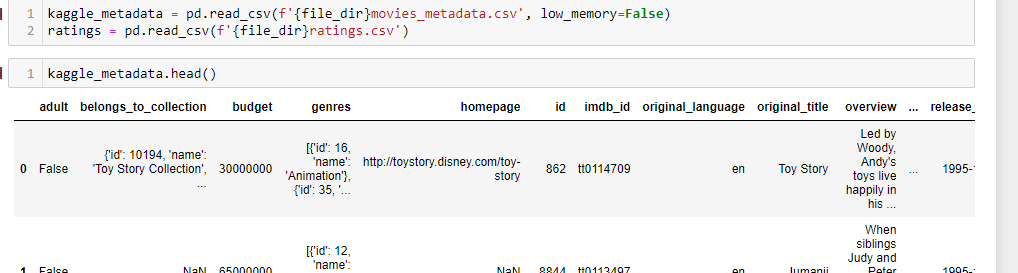 1 kaggle_metadata = pd.read_csv(f'{file_dir}movies_metadata.csv', low_memory=False)
2 ratings = pd.read_csv(f'{file_dir}ratings.csv')
1 kaggle_metadata.head()
adult belongs_to_collection budget genres homepage id imdb_id original_language original_title overview ... release_
Led by
Woody,
[{'id': 16, Andy's
{'id': 10194, 'name': 'name': http://toystory.disney.com/toy- toys live
0 False 'Toy Story Collection', 30000000 'Animation'}, story 862 tt0114709 en Toy Story happily in ... 1995-
... {'id': 35, '... his ...
When
siblings
[{'id': 12, Judy and
'name': Peter
1 False NaN 65000000 NaN 8844 tt0113497 en Jumanji ... 1995-